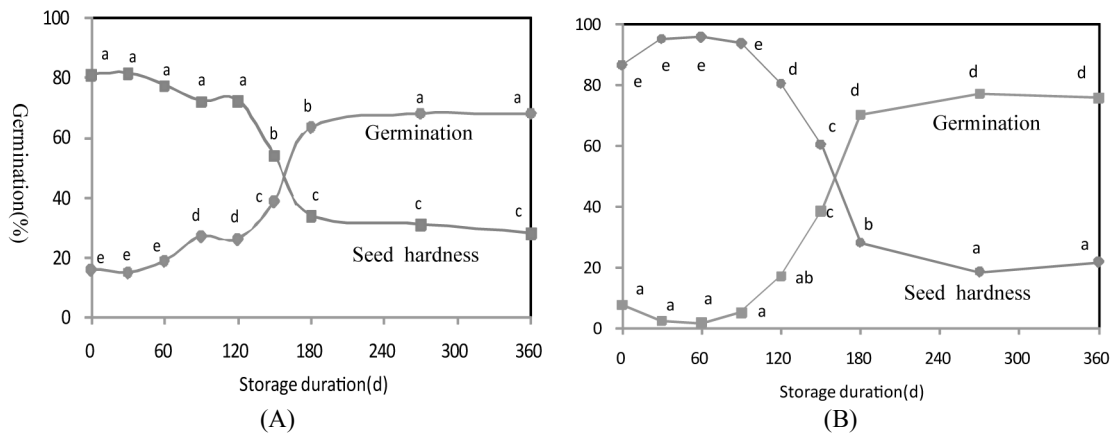 (A)
100
80
60
40
20
0
Germination(%)
a a a a a
b
b a a
Germination
c
e e e d d
c c c
Seed hardness
0 60 120 180 240 300 360
Storage duration(d)
(A)
B)
100
80
60
40
20
0
e e e e
d
c
d d d
Germination
c
b
a a
Seed hardness
a a a a
ab
0 60 120 180 240 300 360
Storage duration(d)
(B)